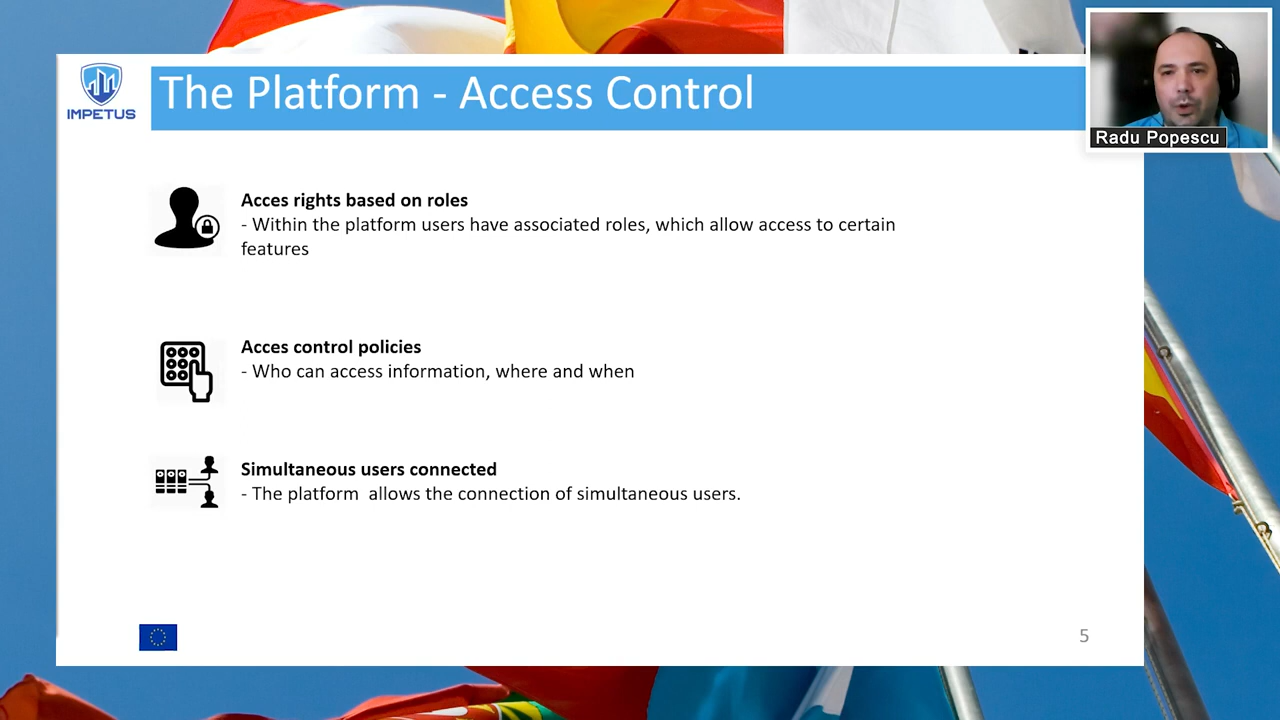 IMPETUS
The Platform - Access Control
Radu Popescu
Acces rights based on roles
- Within the platform users have associated roles, which allow access to certain
features
Acces control policies
- Who can access information, where and when
Simultaneous users connected
- The platform  allows the connection of simultaneous users.
5